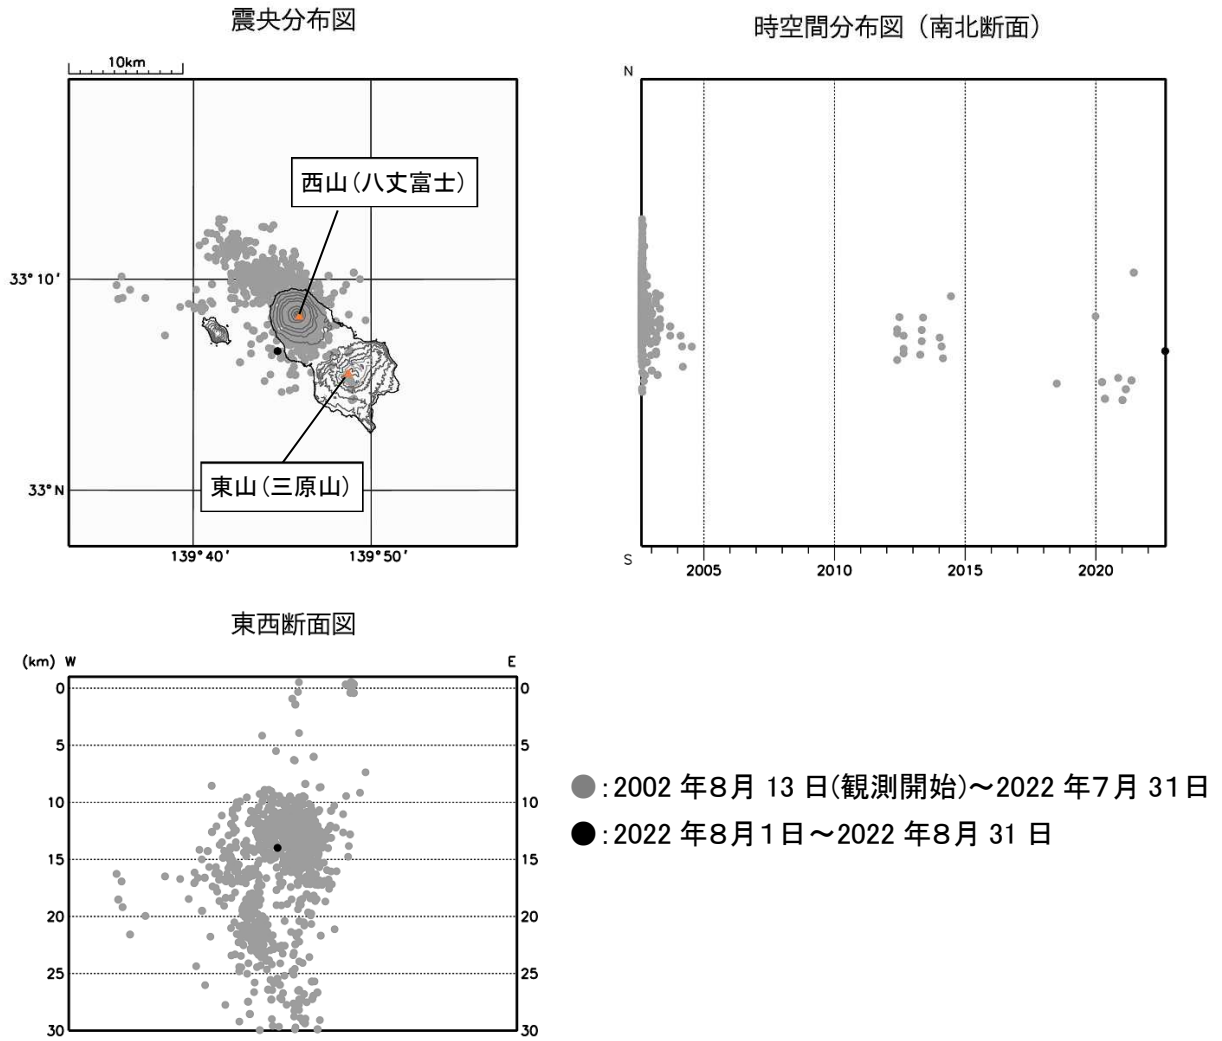 震央分布図
10km
西山(八丈富士)
33°10′
東山(三原山)
33°N
139°40′ 139°50′
時空間分布図(南北断面)
N
S
2005 2010 2015 2020
東西断面図
(km) W E
0 0
5 5
10 10
15 15
20 20
25 25
30 30
●:2002 年8月 13 日(観測開始)~2022 年7月 31日
●:2022 年8月1日~2022 年8月 31 日